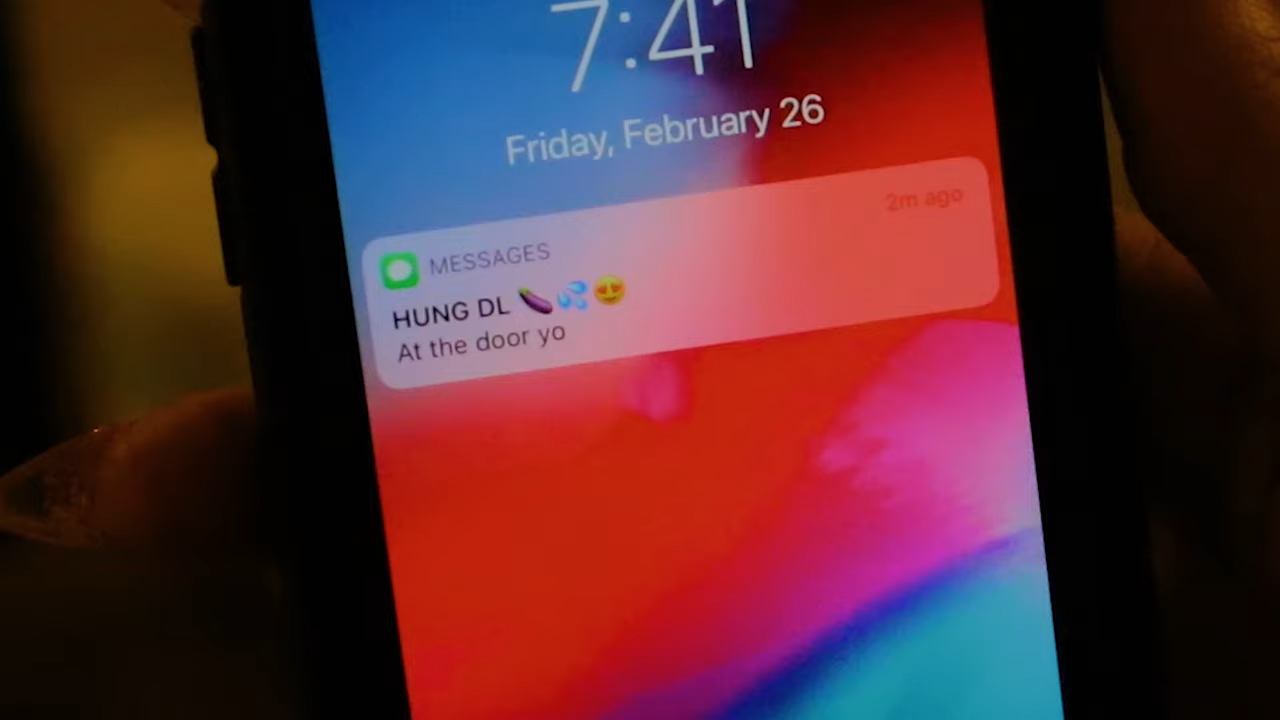 7:41
Friday, February 26
MESSAGES
2m ago
HUNG DL 🍆💦😍
At the door yo